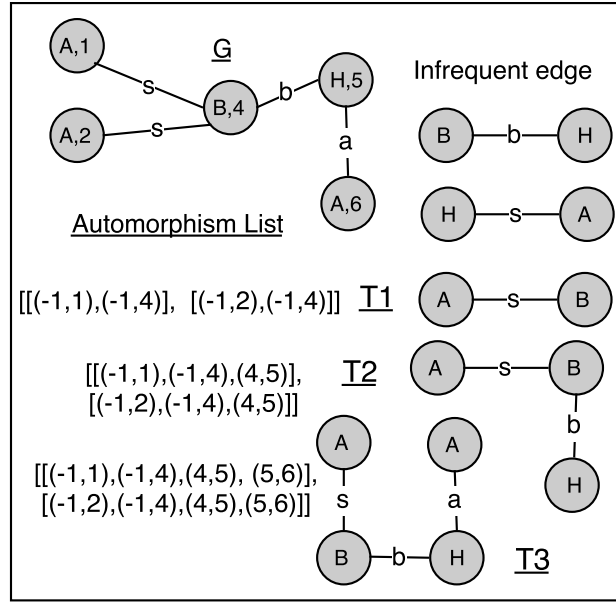 G
A,1
s
A,2
s
B,4
b
H,5
a
A,6
Infrequent edge
B b H
H s A
Automorphism List
[[(-1,1),(-4,4)], [(-1,2),(-1,4)]] T1
A s B
[[(-1,1),(-1,4),(4,5)],
[(-1,2),(-1,4),(4,5)]]
T2
A s B
b
H
[[(-1,1),(-1,4),(4,5), (5,6)],
[(-1,2),(-1,4),(4,5),(5,6)]]
A A
s a
B b H
T3